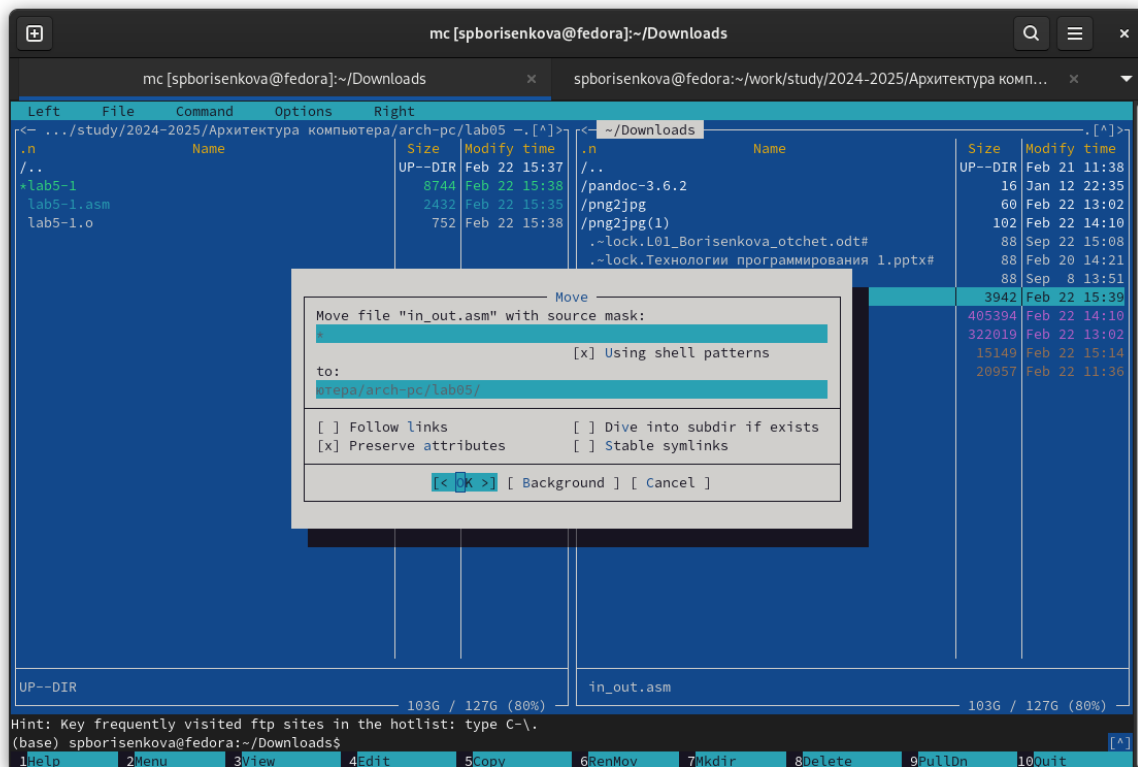 mc [spborisenkova@fedora]:~/Downloads
mc [spborisenkova@fedora]:~/Downloads × spborisenkova@fedora:~/work/study/2024-2025/Архитектура комп... ×
Left File Command Options Right
<— .../study/2024-2025/Архитектура компьютера/arch-pc/lab05 —.[^]> <— ~/Downloads .[^]>
.n Name Size Modify time .n Name Size Modify time
/.. UP--DIR Feb 22 15:37 /.. UP--DIR Feb 21 11:38
*lab5-1 8744 Feb 22 15:38 /pandoc-3.6.2 16 Jan 12 22:35
lab5-1.asm 2432 Feb 22 15:35 /png2jpg 60 Feb 22 13:02
lab5-1.o 752 Feb 22 15:38 /png2jpg(1) 102 Feb 22 14:10
.~lock.L01_Borisenkova_otchet.odt# 88 Sep 22 15:08
.~lock.Технологии программирования 1.pptx# 88 Feb 20 14:21
88 Sep 8 13:51
Move 3942 Feb 22 15:39
Move file "in_out.asm" with source mask: 405394 Feb 22 14:10
* 322019 Feb 22 13:02
[x] Using shell patterns 15149 Feb 22 15:14
to: 20957 Feb 22 11:36
ютера/arch-pc/lab05/
[ ] Follow links [ ] Dive into subdir if exists
[x] Preserve attributes [ ] Stable symlinks
[< OK >] [ Background ] [ Cancel ]
UP--DIR in_out.asm
103G / 127G (80%) 103G / 127G (80%)
Hint: Key frequently visited ftp sites in the hotlist: type C-\.
(base) spborisenkova@fedora:~/Downloads$ [^]
1Help 2Menu 3View 4Edit 5Copy 6RenMov 7Mkdir 8Delete 9PullDn 10Quit